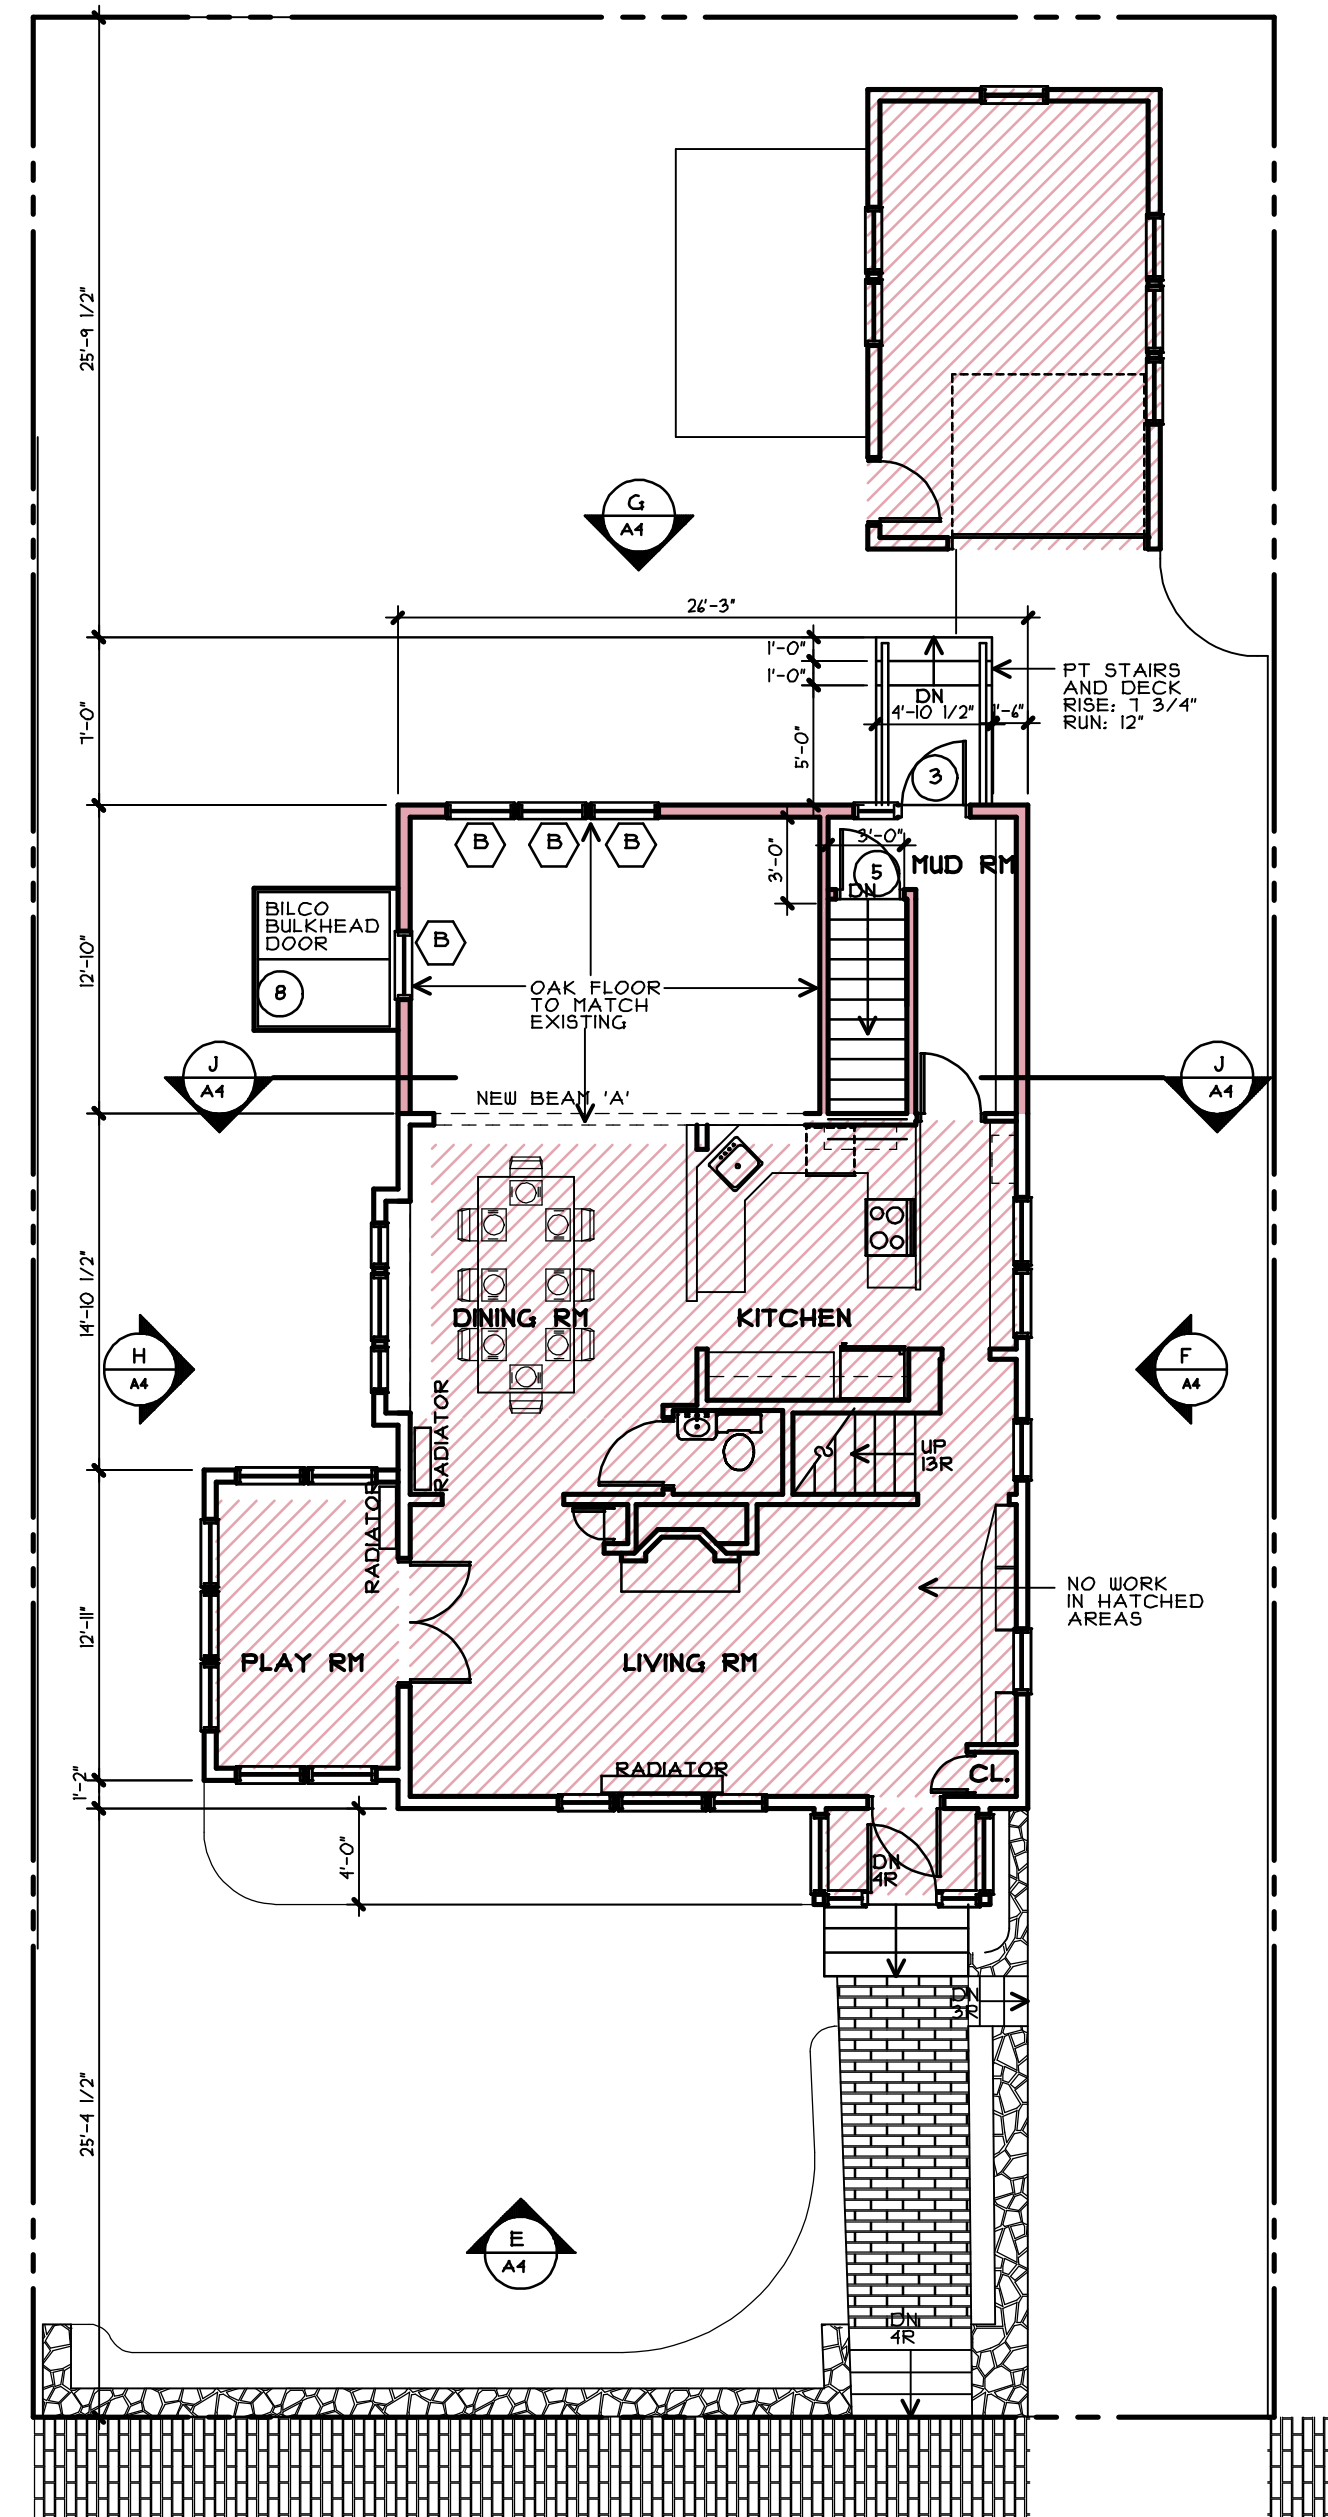 25'-9 1/2"
G
A4
26'-3"
1'-0"
1'-0"
PT STAIRS
AND DECK
RISE: 7 3/4"
RUN: 12"
DN
4'-10 1/2"
1'-6"
7'-0"
5'-0"
3
B
B
B
3'-0"
3'-0"
5
MUD RM
DN
BILCO
BULKHEAD
DOOR
B
12'-10"
8
OAK FLOOR
TO MATCH
EXISTING
J
A4
J
A4
NEW BEAM 'A'
14'-10 1/2"
DINING RM
KITCHEN
H
A4
F
A4
RADIATOR
UP
13R
RADIATOR
NO WORK
IN HATCHED
AREAS
12'-11"
PLAY RM
LIVING RM
RADIATOR
CL.
1'-2"
4'-0"
DN
4R
DN
3R
25'-4 1/2"
E
A4
DN
4R